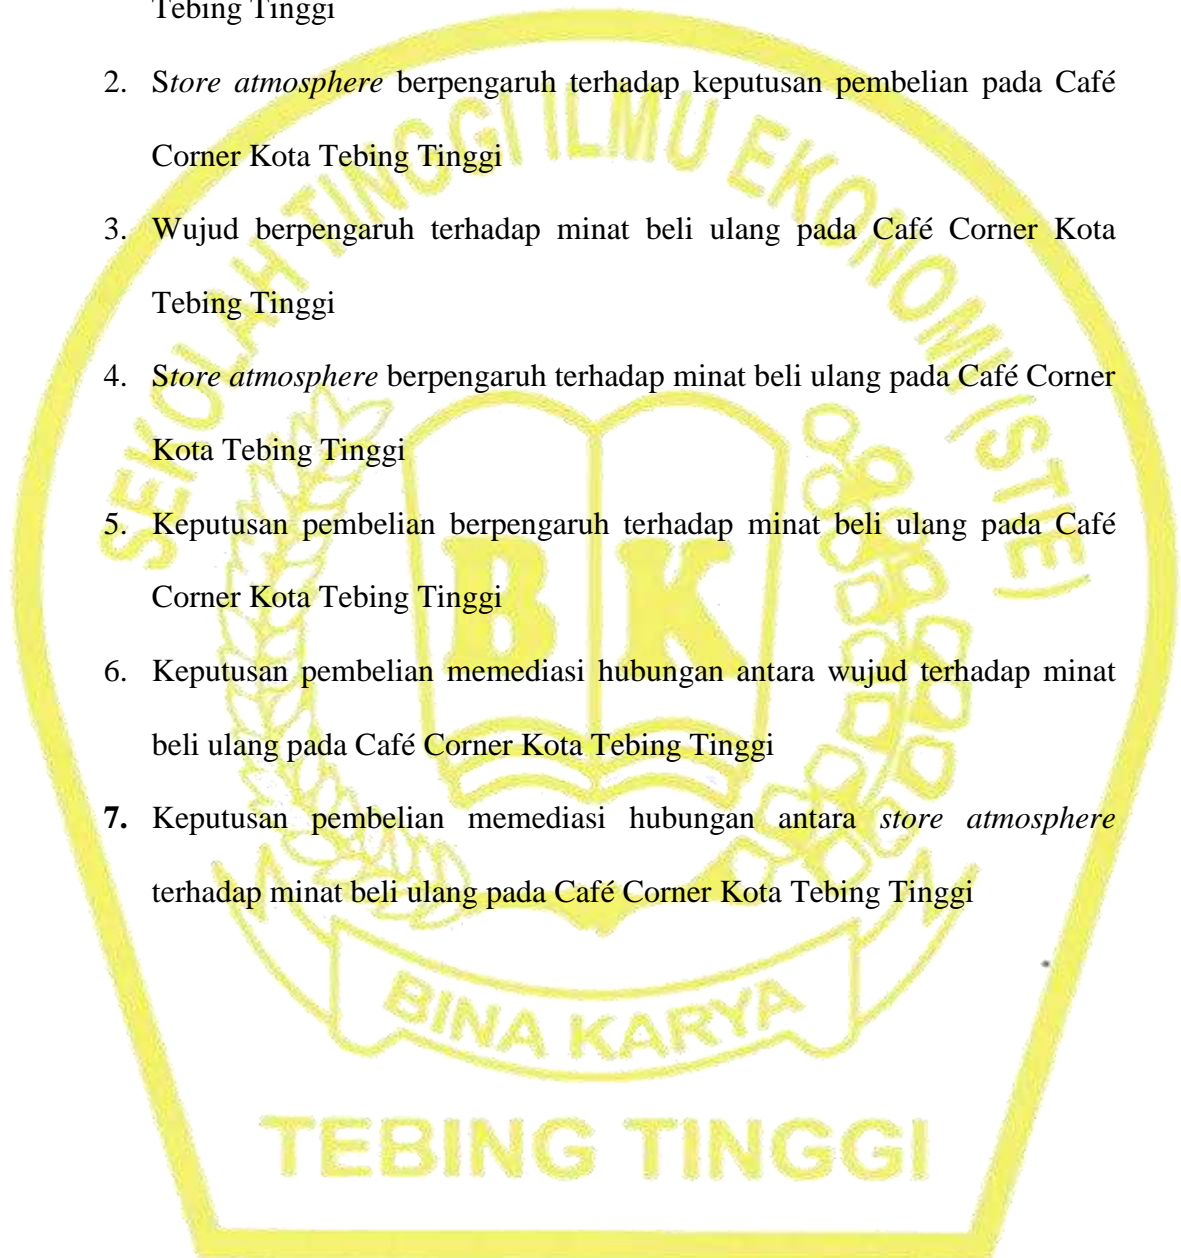 Tebing Tinggi
2. Store atmosphere berpengaruh terhadap keputusan pembelian pada Café
Corner Kota Tebing Tinggi
3. Wujud berpengaruh terhadap minat beli ulang pada Café Corner Kota
Tebing Tinggi
4. Store atmosphere berpengaruh terhadap minat beli ulang pada Café Corner
Kota Tebing Tinggi
5. Keputusan pembelian berpengaruh terhadap minat beli ulang pada Café
Corner Kota Tebing Tinggi
6. Keputusan pembelian memediasi hubungan antara wujud terhadap minat
beli ulang pada Café Corner Kota Tebing Tinggi
7. Keputusan pembelian memediasi hubungan antara store atmosphere
terhadap minat beli ulang pada Café Corner Kota Tebing Tinggi
SEKOLAH TINGGI ILMU EKONOMI (STIE)
B K
BINA KARYA
TEBING TINGGI